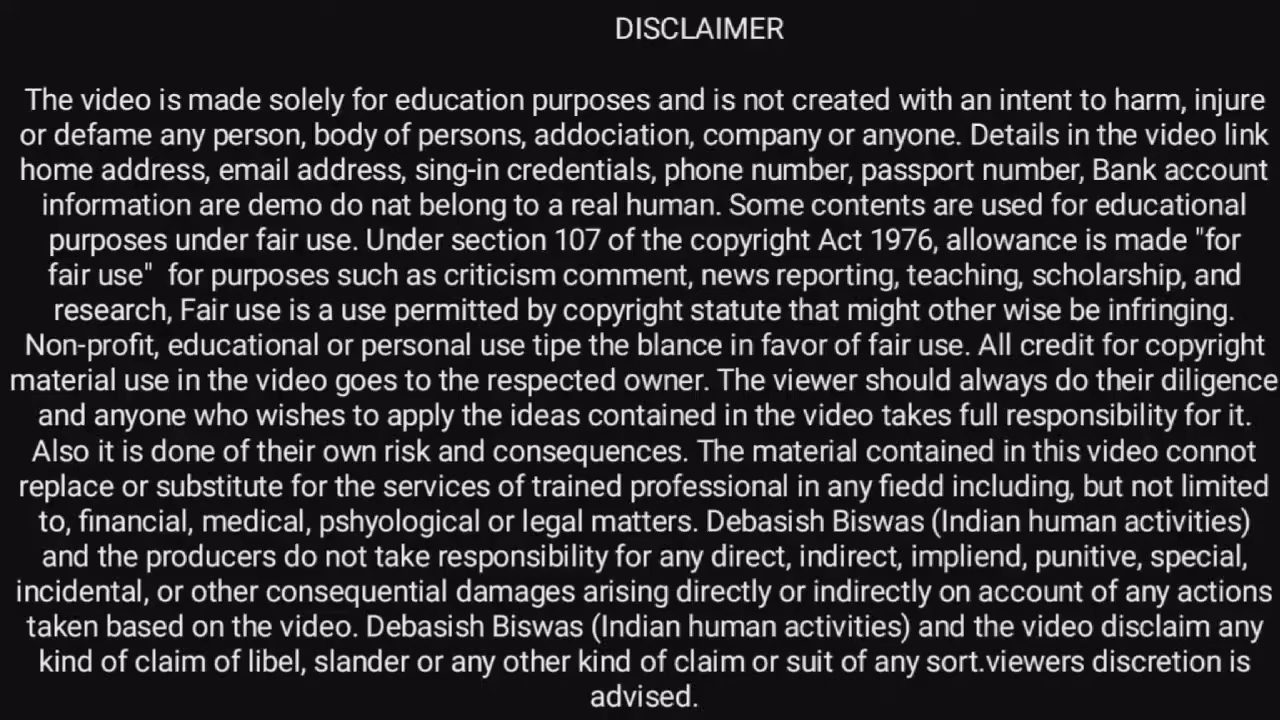 DISCLAIMER
The video is made solely for education purposes and is not created with an intent to harm, injure
or defame any person, body of persons, addociation, company or anyone. Details in the video link
home address, email address, sing-in credentials, phone number, passport number, Bank account
information are demo do nat belong to a real human. Some contents are used for educational
purposes under fair use. Under section 107 of the copyright Act 1976, allowance is made "for
fair use"  for purposes such as criticism comment, news reporting, teaching, scholarship, and
research, Fair use is a use permitted by copyright statute that might other wise be infringing.
Non-profit, educational or personal use tipe the blance in favor of fair use. All credit for copyright
material use in the video goes to the respected owner. The viewer should always do their diligence
and anyone who wishes to apply the ideas contained in the video takes full responsibility for it.
Also it is done of their own risk and consequences. The material contained in this video connot
replace or substitute for the services of trained professional in any fiedd including, but not limited
to, financial, medical, pshyological or legal matters. Debasish Biswas (Indian human activities)
and the producers do not take responsibility for any direct, indirect, impliend, punitive, special,
incidental, or other consequential damages arising directly or indirectly on account of any actions
taken based on the video. Debasish Biswas (Indian human activities) and the video disclaim any
kind of claim of libel, slander or any other kind of claim or suit of any sort.viewers discretion is
advised.